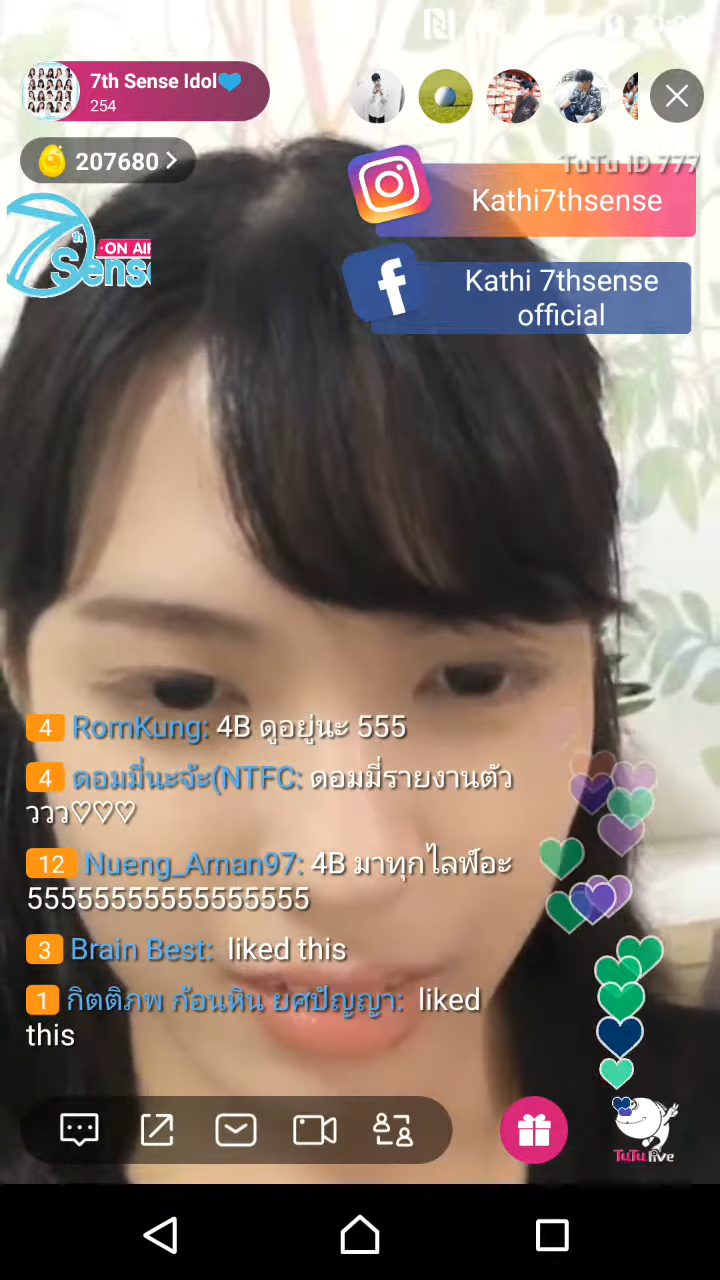 7th Sense Idol💙
254
207680
TuTu ID 777
Kathi7thsense
7th
Sense
·ON AIR
Kathi 7thsense
official
4 RomKung: 4B ดูอยู่นะ 555
4 ดอมมี่นะจ้ะ(NTFC: ดอมมี่รายงานตัว
ววว♡♡♡
12 Nueng_Arnan97: 4B มาทุกไลฟ์อะ
55555555555555555
3 Brain Best: liked this
1 กิตติภพ ก้อนหิน ยศปัญญา: liked
this
TuTu live